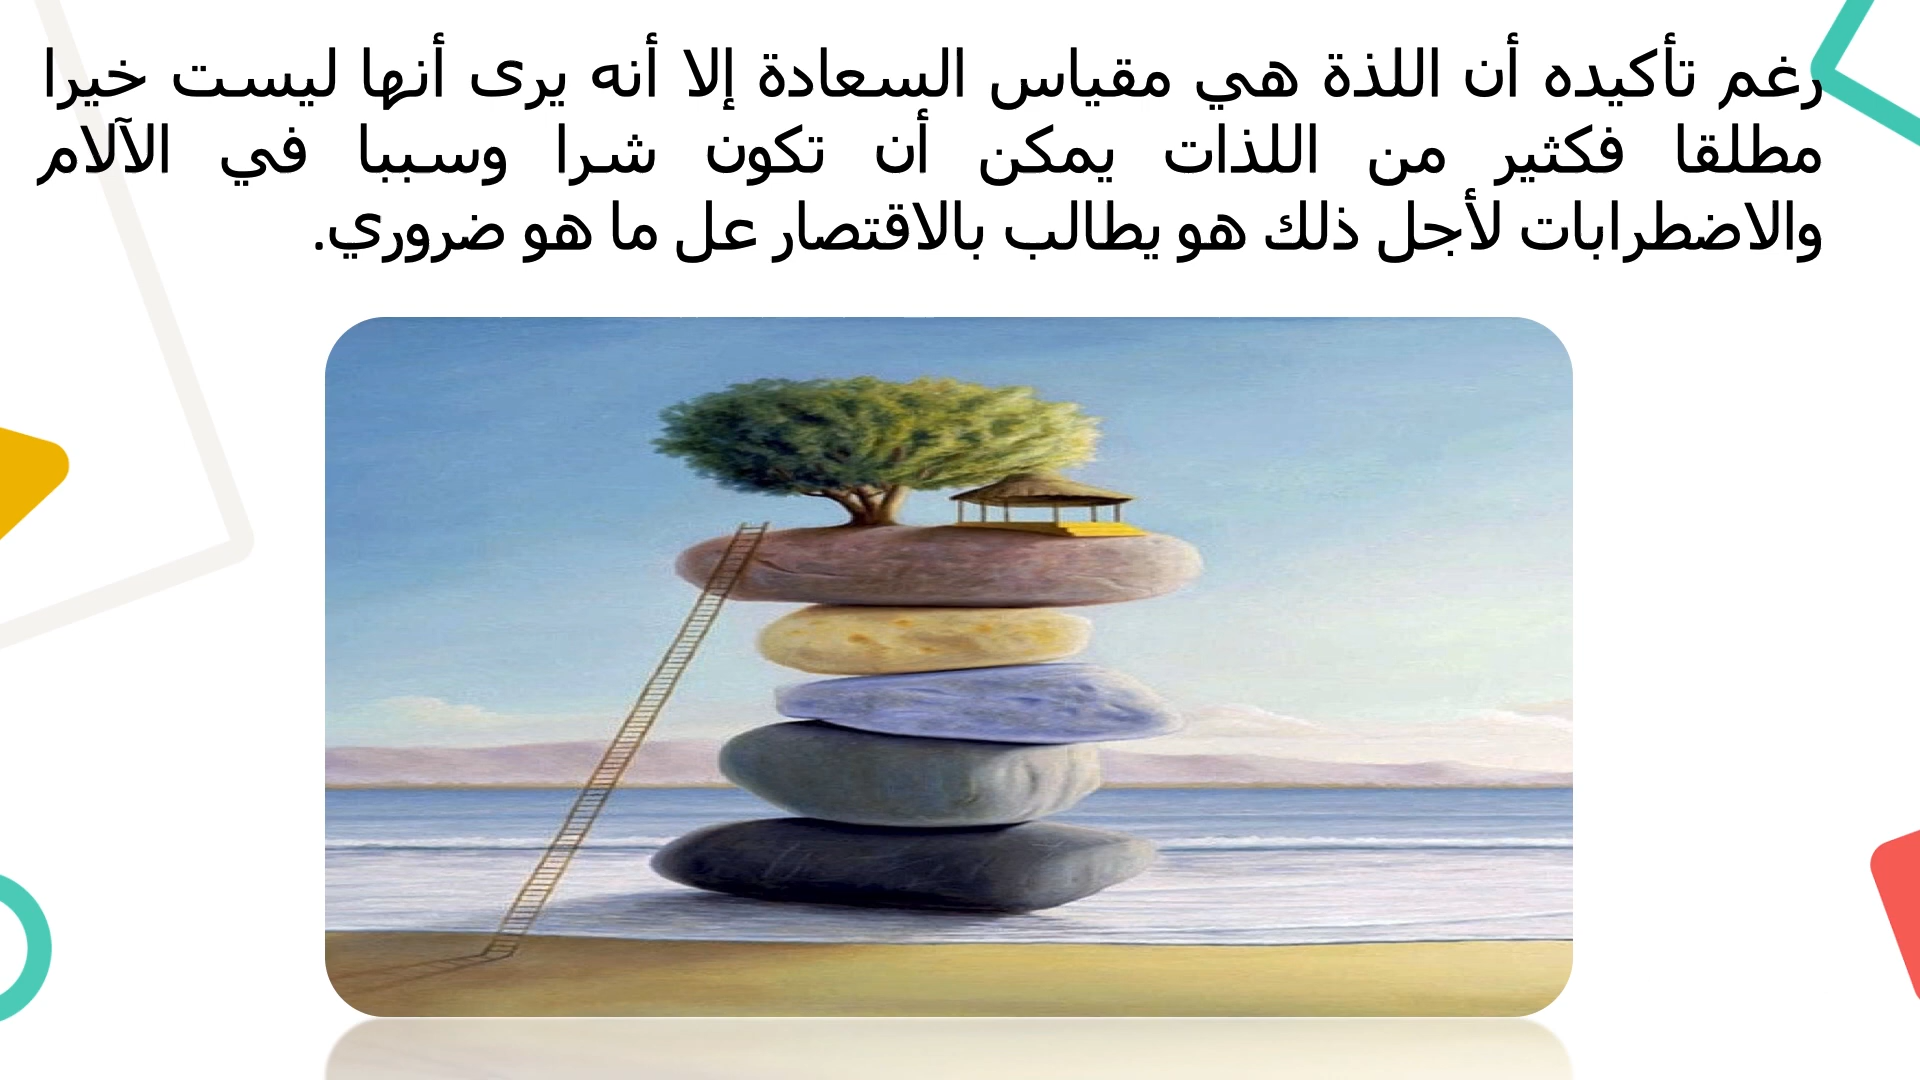 رغم تأكيده أن اللذة هي مقياس السعادة إلا أنه يرى أنها ليست خيرا
مطلقا فكثير من اللذات يمكن أن تكون شرا وسببا في الآلام
والاضطرابات لأجل ذلك هو يطالب بالاقتصار عل ما هو ضروري.